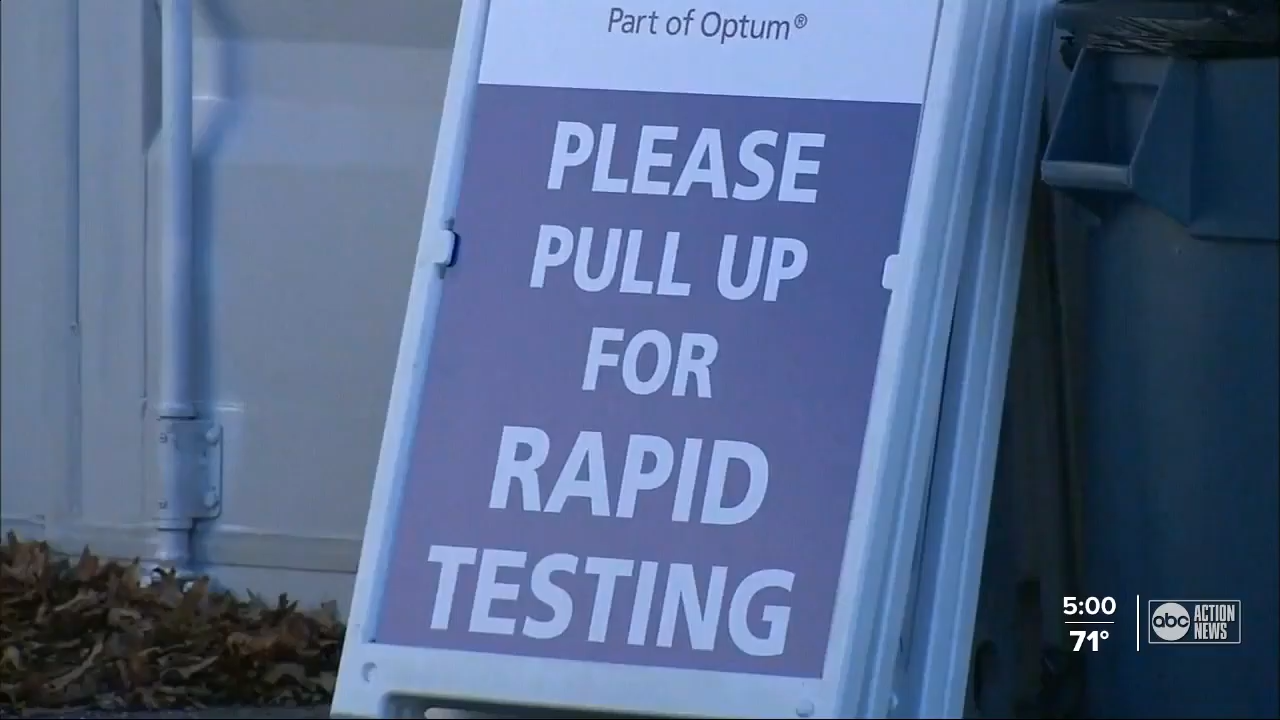 Part of Optum®
PLEASE
PULL UP
FOR
RAPID
TESTING
5:00
71°
abc ACTION
NEWS